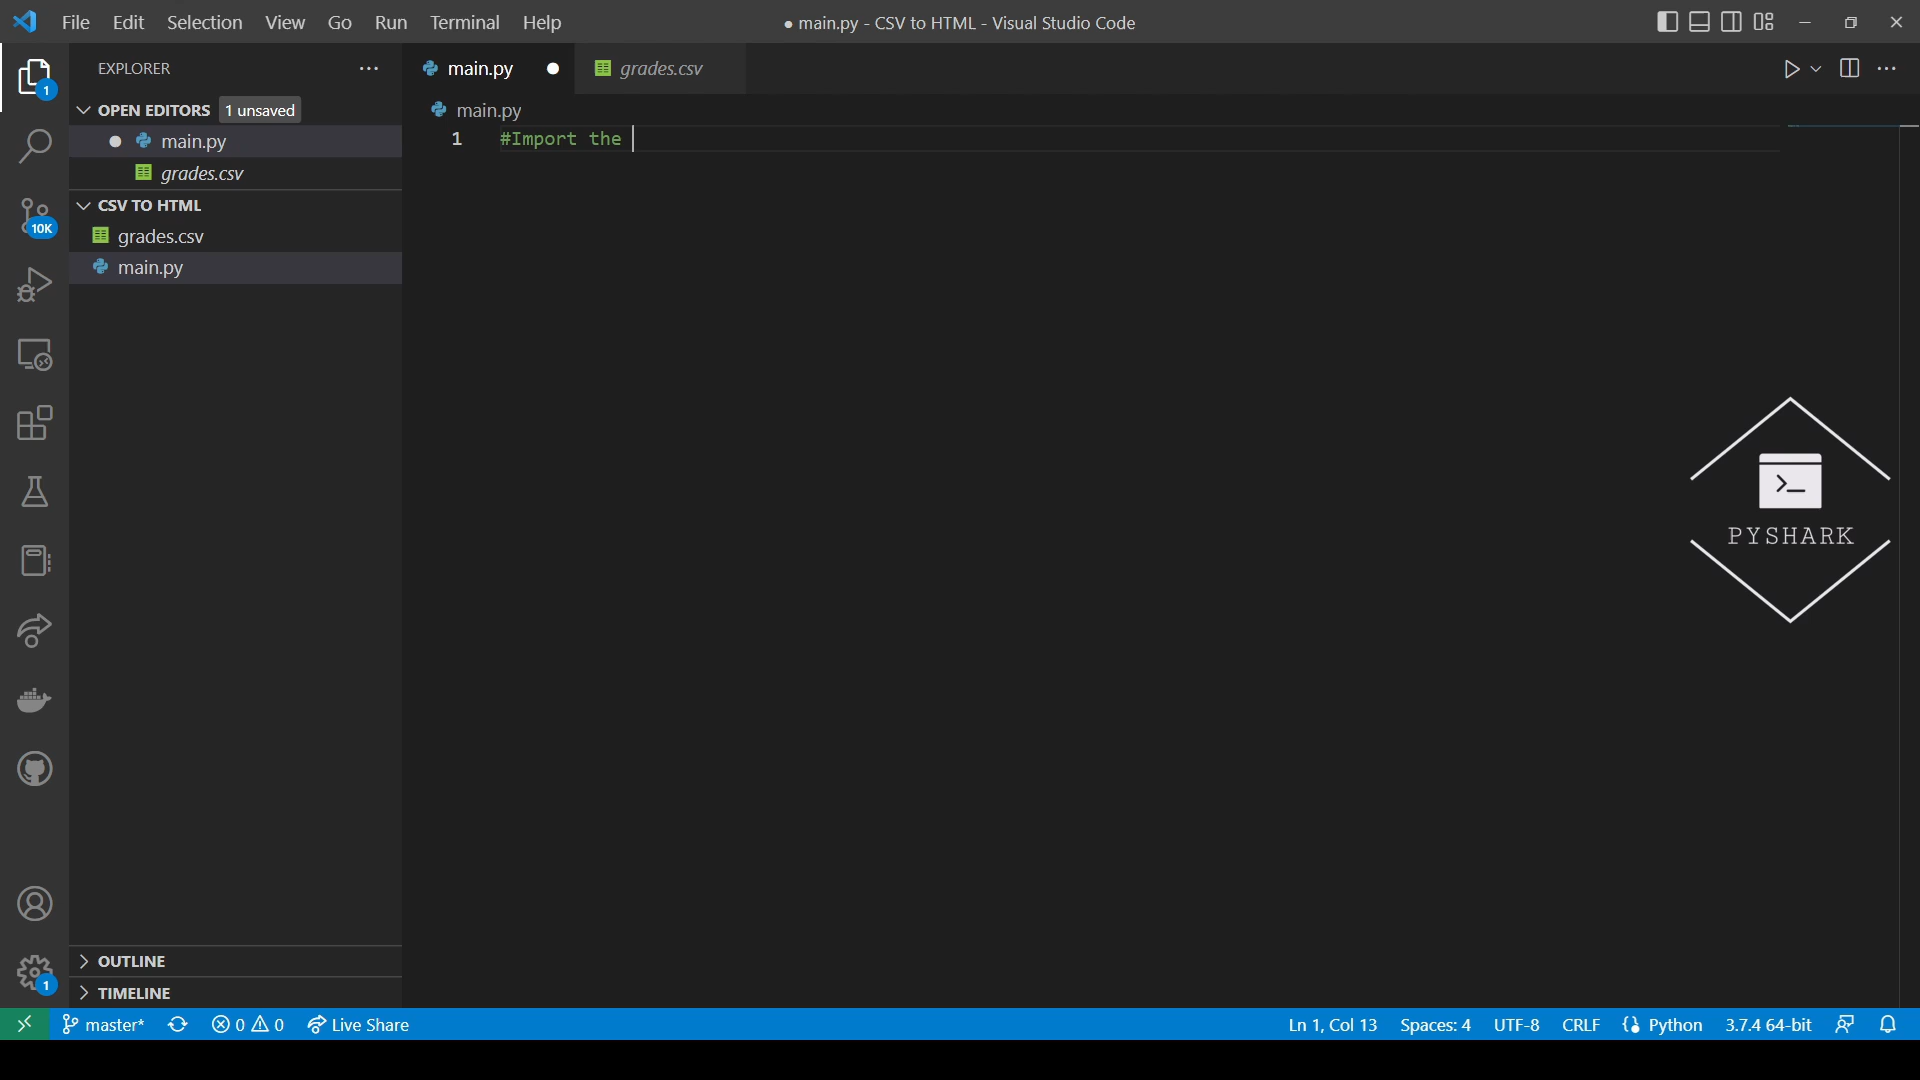 File Edit Selection View Go Run Terminal Help
● main.py - CSV to HTML - Visual Studio Code
EXPLORER
main.py
grades.csv
1
OPEN EDITORS 1 unsaved
main.py
main.py
1 #Import the
grades.csv
CSV TO HTML
10K
grades.csv
main.py
>_
PYSHARK
OUTLINE
1
TIMELINE
master* 0 0 Live Share
Ln 1, Col 13 Spaces: 4 UTF-8 CRLF Python 3.7.4 64-bit